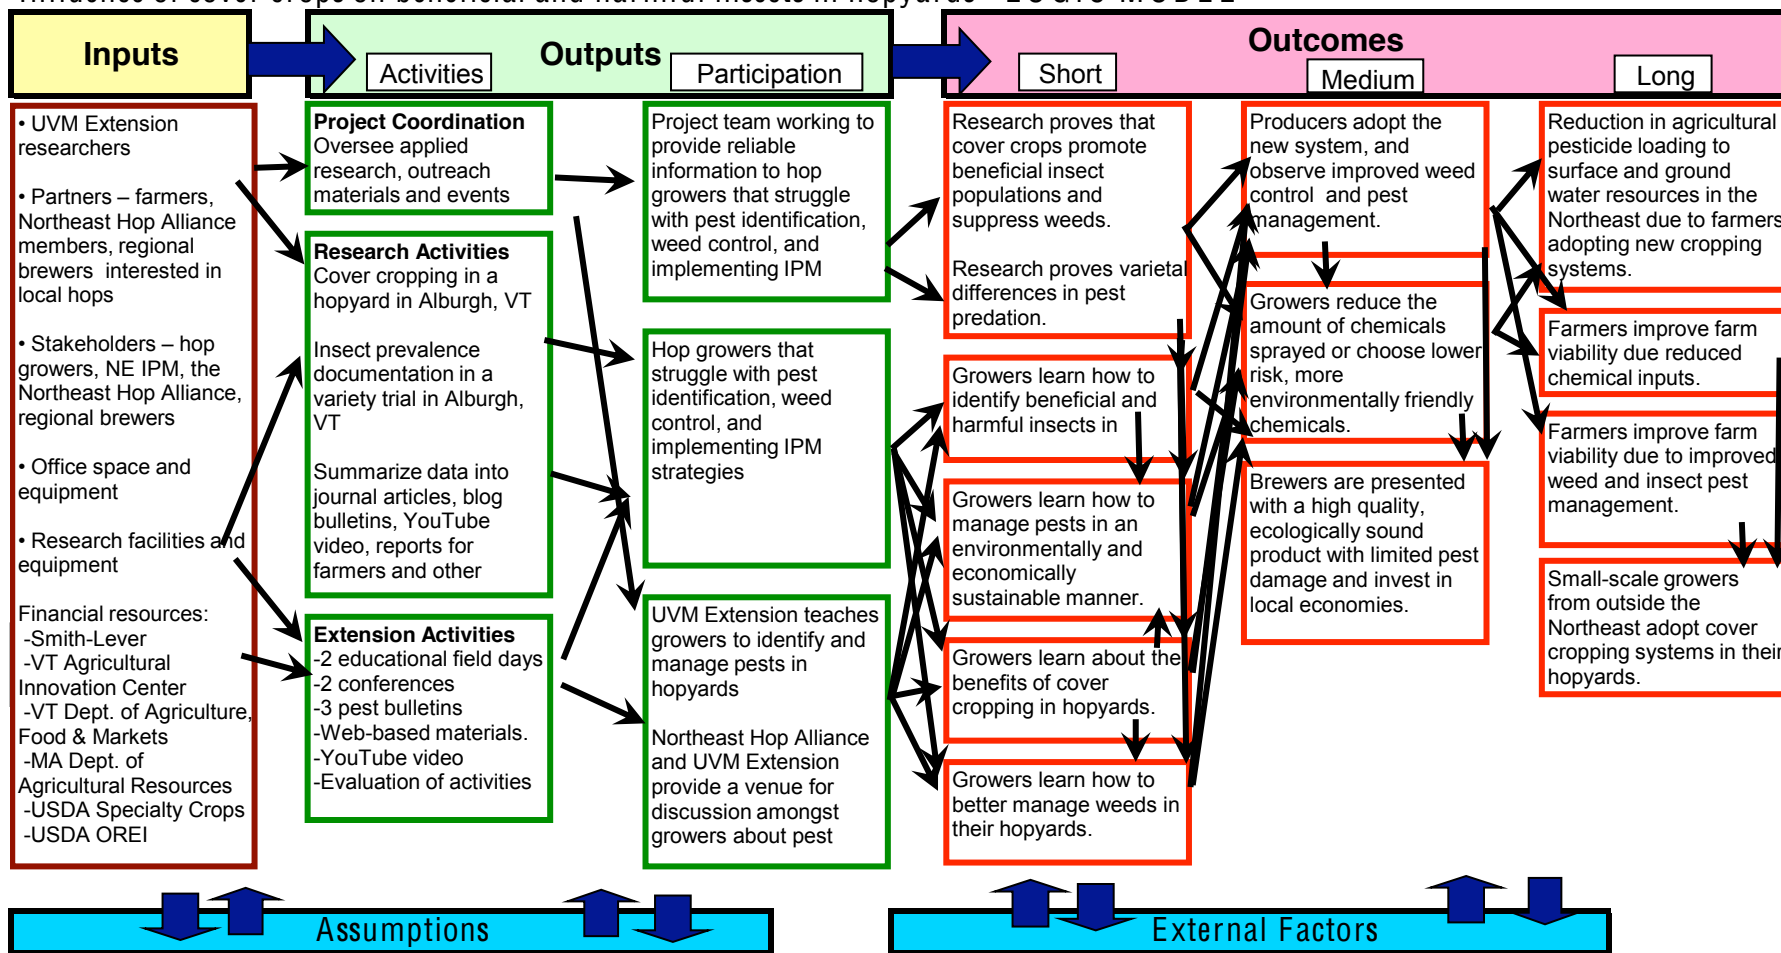 Influence of cover crops on beneficial and harmful insects in hopyards - LOGIC MODEL
Inputs
Outputs
Activities
Participation
Outcomes
Short
Medium
Long
• UVM Extension
researchers
• Partners – farmers,
Northeast Hop Alliance
members, regional
brewers interested in
local hops
• Stakeholders – hop
growers, NE IPM, the
Northeast Hop Alliance,
regional brewers
• Office space and
equipment
• Research facilities and
equipment
Financial resources:
-Smith-Lever
-VT Agricultural
Innovation Center
-VT Dept. of Agriculture,
Food & Markets
-MA Dept. of
Agricultural Resources
-USDA Specialty Crops
-USDA OREI
Project Coordination
Oversee applied
research, outreach
materials and events
Research Activities
Cover cropping in a
hopyard in Alburgh, VT
Insect prevalence
documentation in a
variety trial in Alburgh,
VT
Summarize data into
journal articles, blog
bulletins, YouTube
video, reports for
farmers and other
Extension Activities
-2 educational field days
-2 conferences
-3 pest bulletins
-Web-based materials.
-YouTube video
-Evaluation of activities
Project team working to
provide reliable
information to hop
growers that struggle
with pest identification,
weed control, and
implementing IPM
Hop growers that
struggle with pest
identification, weed
control, and
implementing IPM
strategies
UVM Extension teaches
growers to identify and
manage pests in
hopyards
Northeast Hop Alliance
and UVM Extension
provide a venue for
discussion amongst
growers about pest
Research proves that
cover crops promote
beneficial insect
populations and
suppress weeds.
Research proves varietal
differences in pest
predation.
Growers learn how to
identify beneficial and
harmful insects in
Growers learn how to
manage pests in an
environmentally and
economically
sustainable manner.
Growers learn about the
benefits of cover
cropping in hopyards.
Growers learn how to
better manage weeds in
their hopyards.
Producers adopt the
new system, and
observe improved weed
control and pest
management.
Growers reduce the
amount of chemicals
sprayed or choose lower
risk, more
environmentally friendly
chemicals.
Brewers are presented
with a high quality,
ecologically sound
product with limited pest
damage and invest in
local economies.
Reduction in agricultural
pesticide loading to
surface and ground
water resources in the
Northeast due to farmers
adopting new cropping
systems.
Farmers improve farm
viability due reduced
chemical inputs.
Farmers improve farm
viability due to improved
weed and insect pest
management.
Small-scale growers
from outside the
Northeast adopt cover
cropping systems in their
hopyards.
Assumptions
External Factors